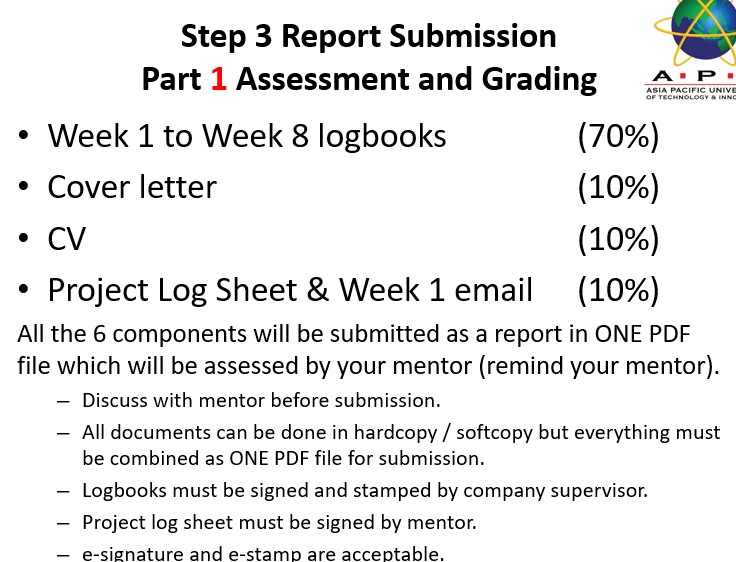 Step 3 Report Submission
Part 1 Assessment and Grading
A · P ·
ASIA PACIFIC
OF TECHNOLOGY &
• Week 1 to Week 8 logbooks (70%)
• Cover letter (10%)
• CV (10%)
• Project Log Sheet & Week 1 email (10%)
All the 6 components will be submitted as a report in ONE PDF
file which will be assessed by your mentor (remind your mentor).
– Discuss with mentor before submission.
– All documents can be done in hardcopy / softcopy but everything must
be combined as ONE PDF file for submission.
– Logbooks must be signed and stamped by company supervisor.
– Project log sheet must be signed by mentor.
– e-signature and e-stamp are acceptable.